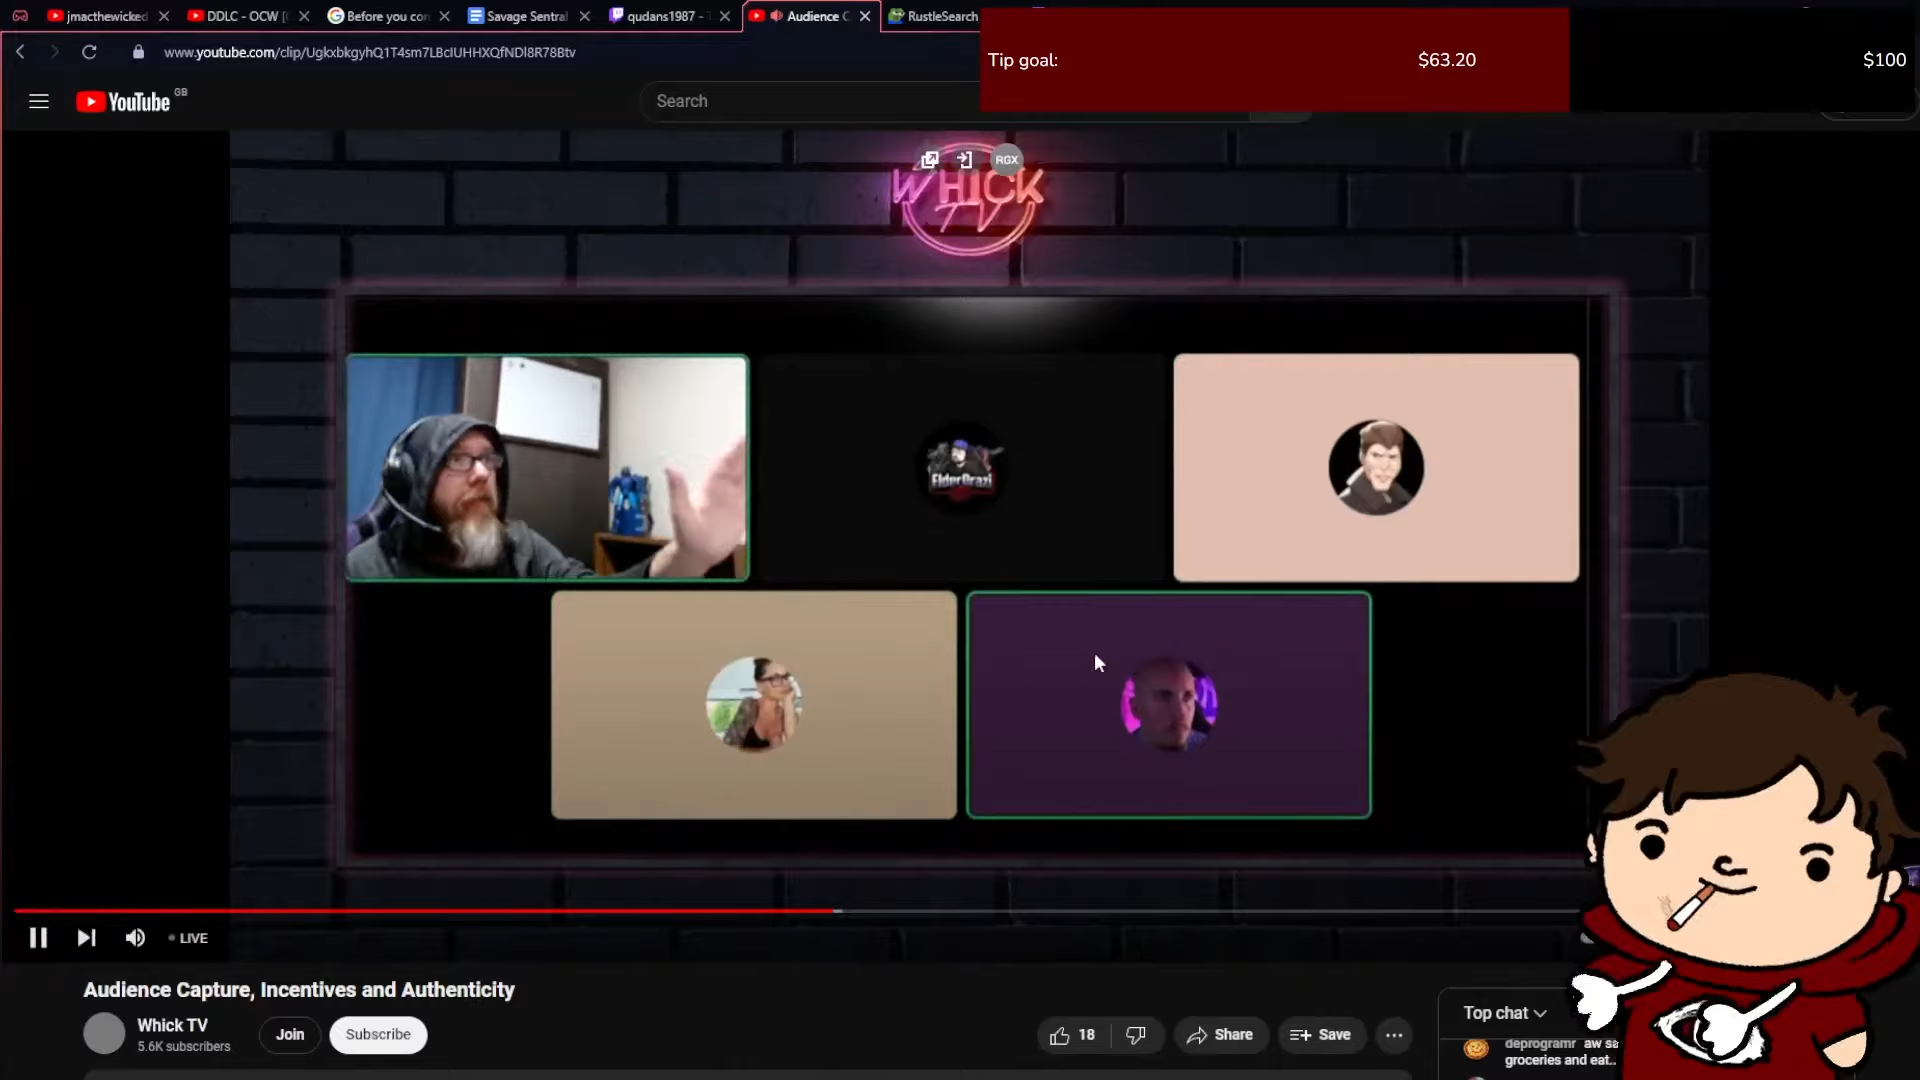 jmacthewicked
DDLC - OCW [
Before you con
Savage Sentral
qudans1987 - T
Audience C
RustleSearch
www.youtube.com/clip/UgkxbkgyhQ1T4sm7LBcIUHHXQfNDl8R78Btv
Tip goal:
$63.20
$100
YouTube
GB
Search
RGX
WHICK
TV
ElderGrazi
LIVE
Audience Capture, Incentives and Authenticity
Whick TV
5.6K subscribers
Join
Subscribe
18
Share
Save
Top chat
deprogramr aw sa
groceries and eat..